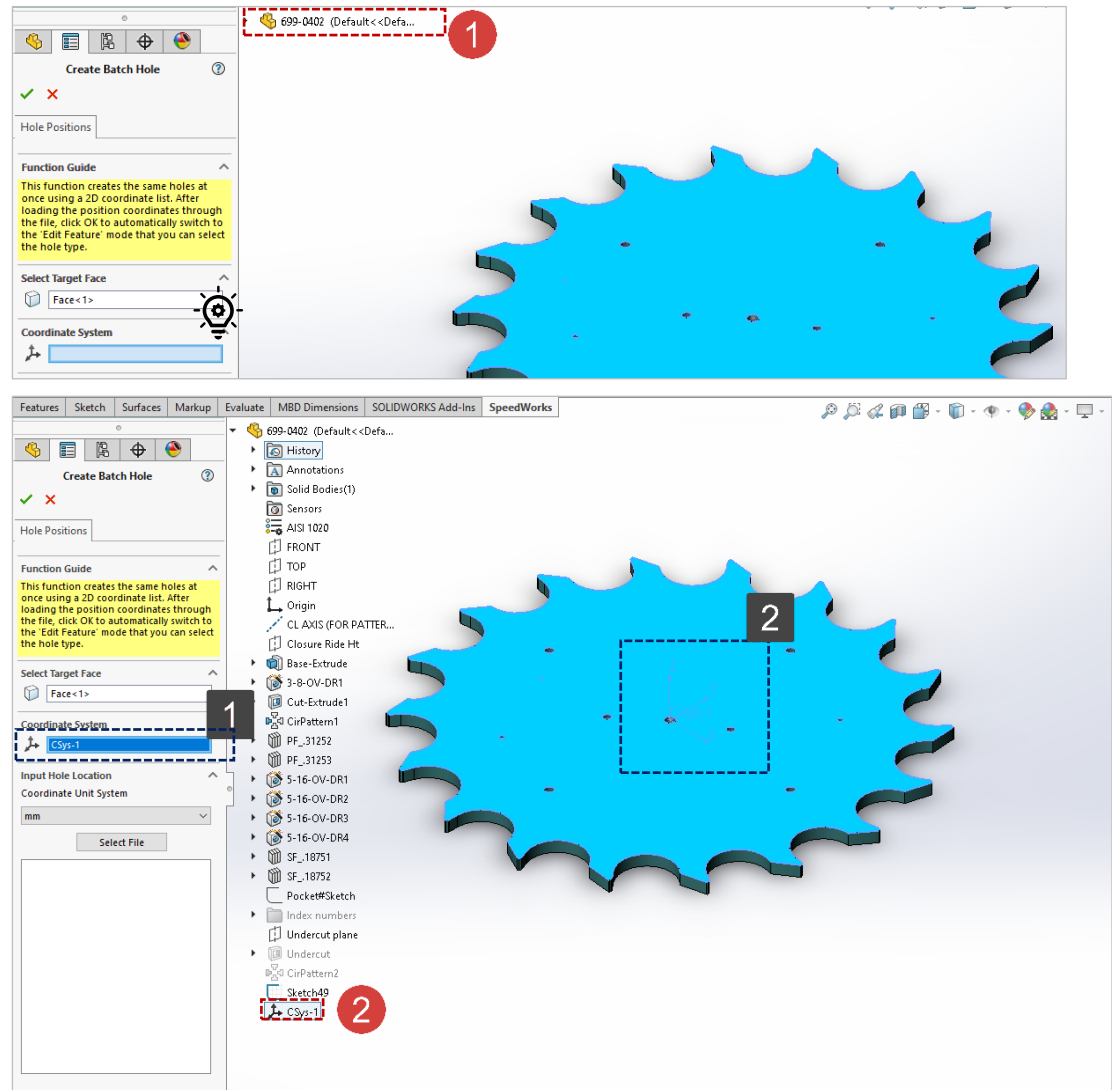 699-0402 (Default<<Defa...
1
Create Batch Hole
Hole Positions
Function Guide
This function creates the same holes at
once using a 2D coordinate list. After
loading the position coordinates through
the file, click OK to automatically switch to
the 'Edit Feature' mode that you can select
the hole type.
Select Target Face
Face<1>
Coordinate System
Features Sketch Surfaces Markup Evaluate MBD Dimensions SOLIDWORKS Add-Ins SpeedWorks
Create Batch Hole
Hole Positions
Function Guide
This function creates the same holes at
once using a 2D coordinate list. After
loading the position coordinates through
the file, click OK to automatically switch to
the 'Edit Feature' mode that you can select
the hole type.
Select Target Face
Face<1>
1
Coordinate System
CSys-1
Input Hole Location
Coordinate Unit System
mm
Select File
699-0402 (Default<<Defa...
History
Annotations
Solid Bodies(1)
Sensors
AISI 1020
FRONT
TOP
RIGHT
Origin
CL AXIS (FOR PATTER...
Closure Ride Ht
Base-Extrude
3-8-OV-DR1
Cut-Extrude1
CirPattern1
PF_.31252
PF_.31253
5-16-OV-DR1
5-16-OV-DR2
5-16-OV-DR3
5-16-OV-DR4
SF_.18751
SF_.18752
Pocket#Sketch
Index numbers
Undercut plane
Undercut
CirPattern2
Sketch49
CSys-1
2
2